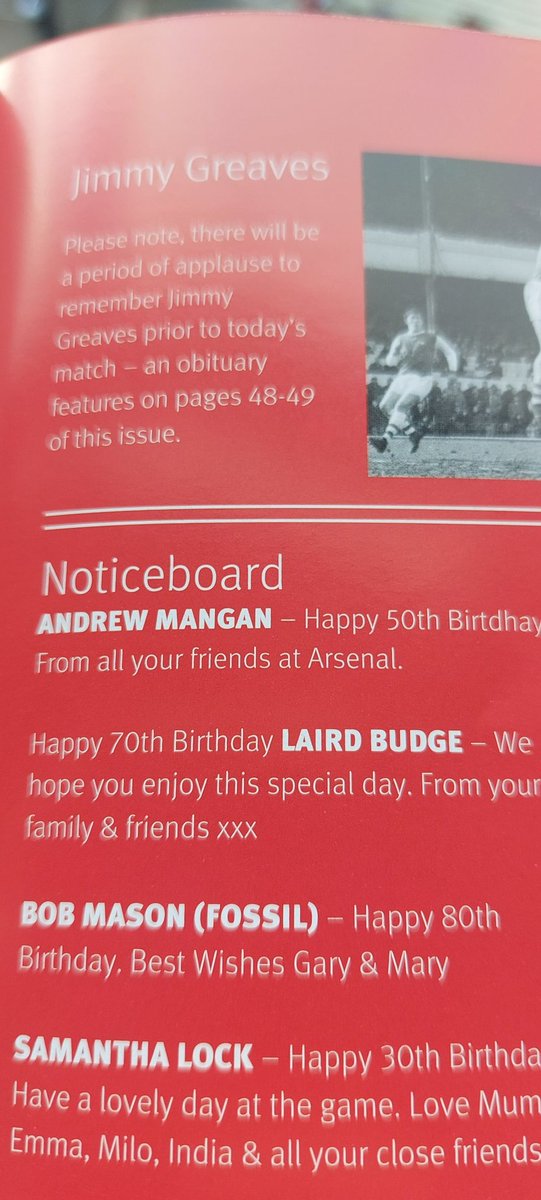 Jimmy Greaves
Please note, there will be
a period of applause to
remember Jimmy
Greaves prior to today's
match – an obituary
features on pages 48-49
of this issue.
Noticeboard
ANDREW MANGAN – Happy 50th Birtdhay
From all your friends at Arsenal.
Happy 70th Birthday LAIRD BUDGE – We
hope you enjoy this special day. From your
family & friends xxx
BOB MASON (FOSSIL) – Happy 80th
Birthday. Best Wishes Gary & Mary
SAMANTHA LOCK – Happy 30th Birthda
Have a lovely day at the game. Love Mum
Emma, Milo, India & all your close friends